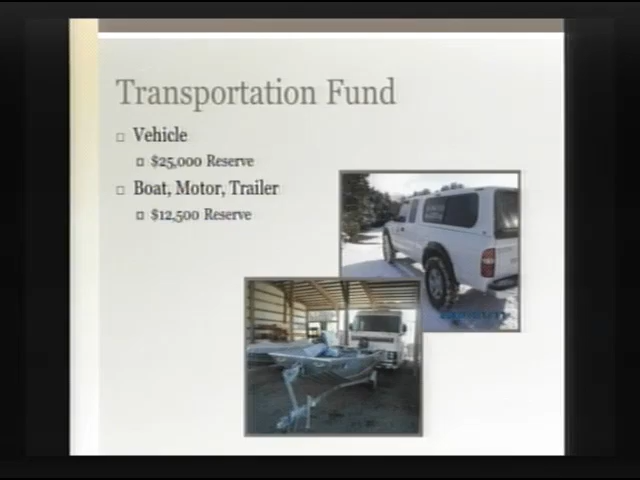 Transportation Fund
Vehicle
$25,000 Reserve
Boat, Motor, Trailer
$12,500 Reserve